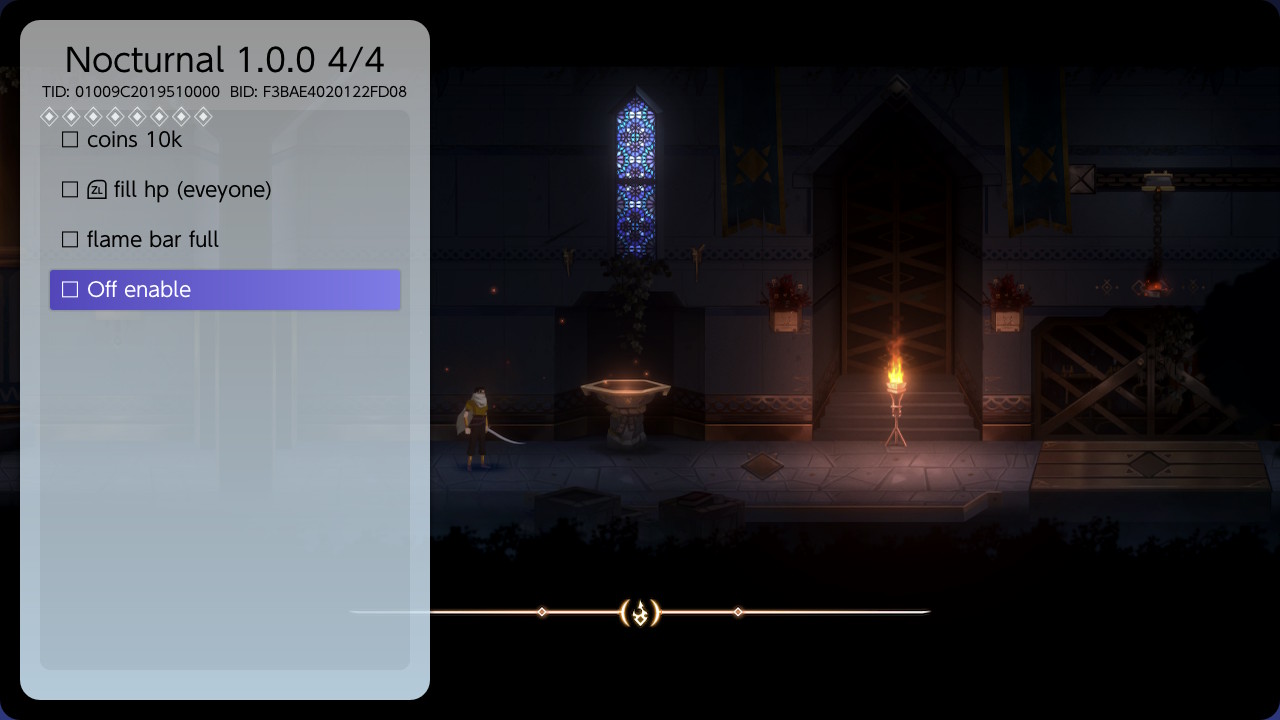 Nocturnal 1.0.0 4/4
TID: 01009C2019510000 BID: F3BAE4020122FD08
coins 10k
ZL fill hp (eveyone)
flame bar full
Off enable